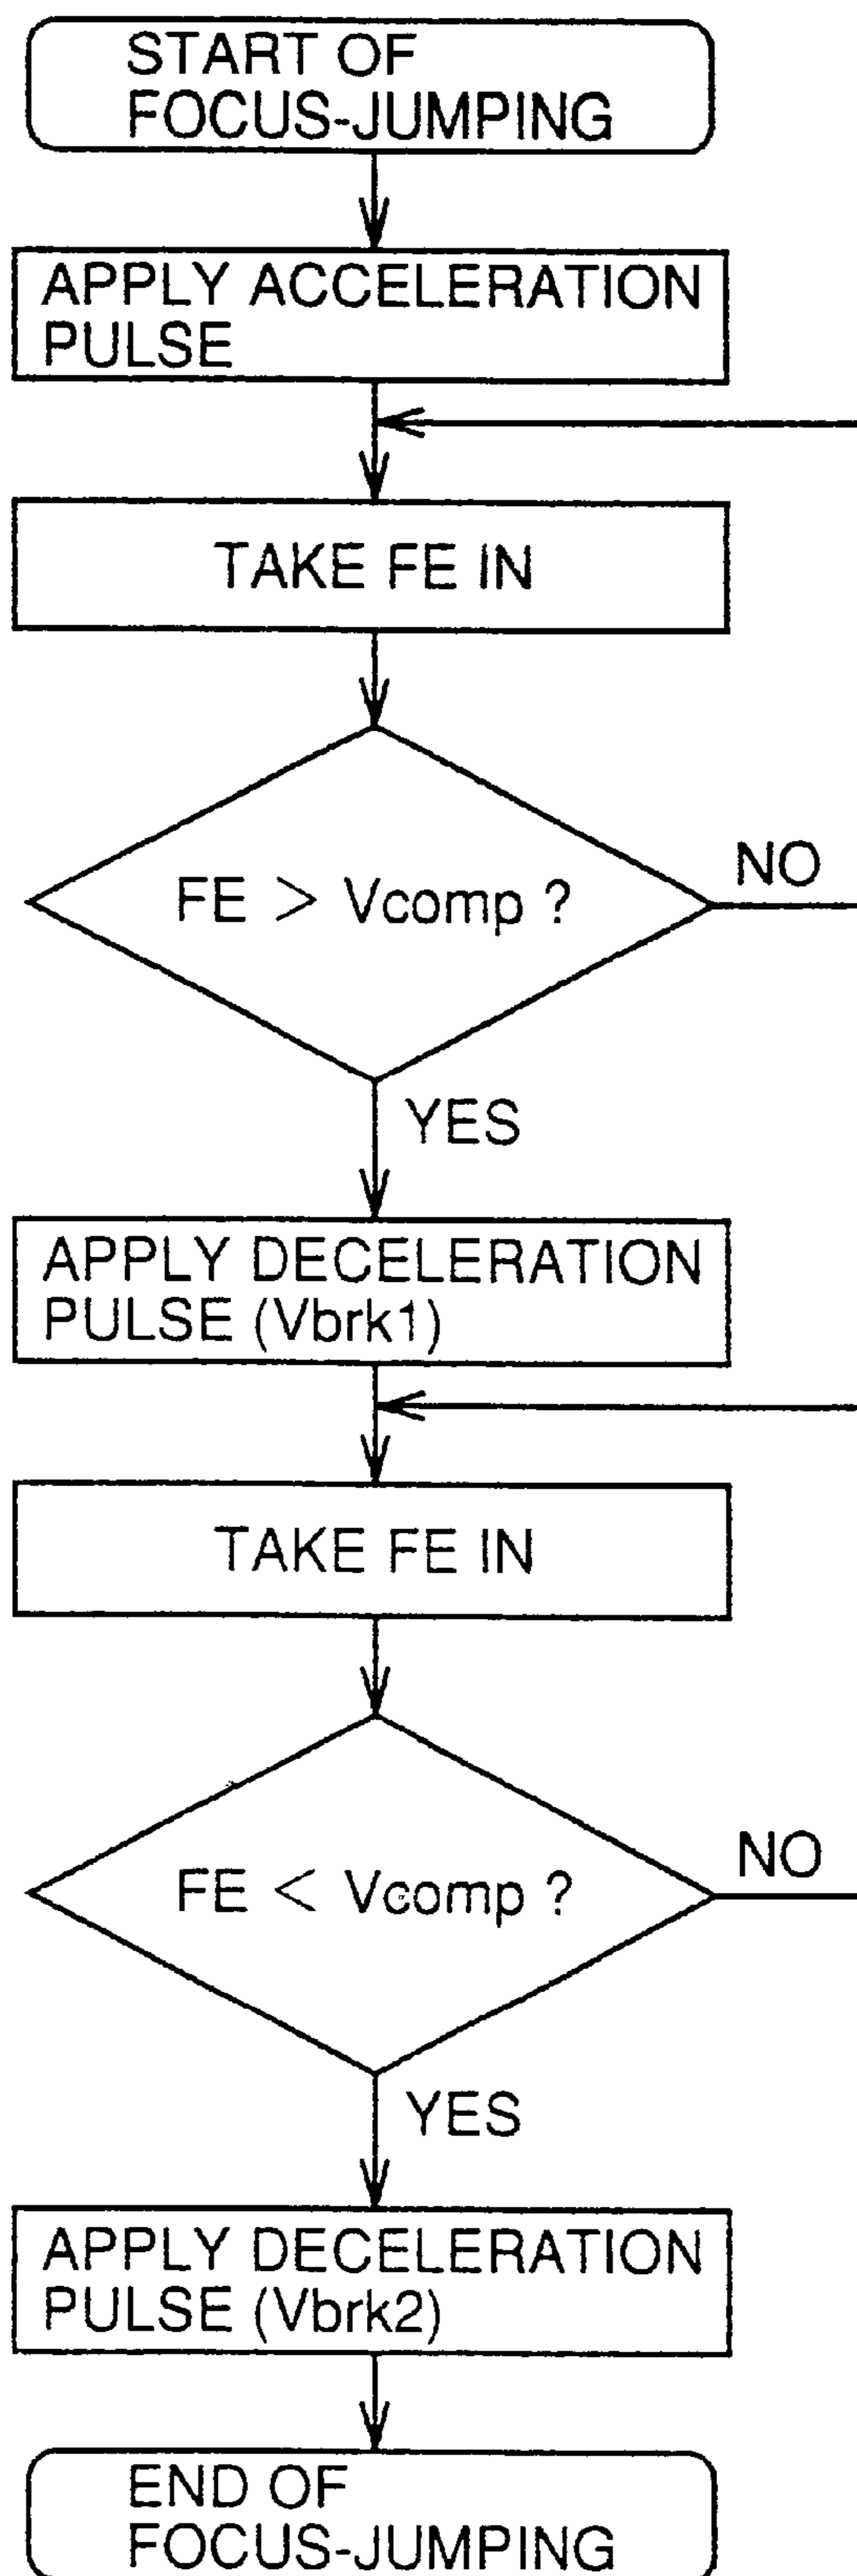 START OF
FOCUS-JUMPING
APPLY ACCELERATION
PULSE
TAKE FE IN
FE > Vcomp ?
NO
YES
APPLY DECELERATION
PULSE (Vbrk1)
TAKE FE IN
FE < Vcomp ?
NO
YES
APPLY DECELERATION
PULSE (Vbrk2)
END OF
FOCUS-JUMPING